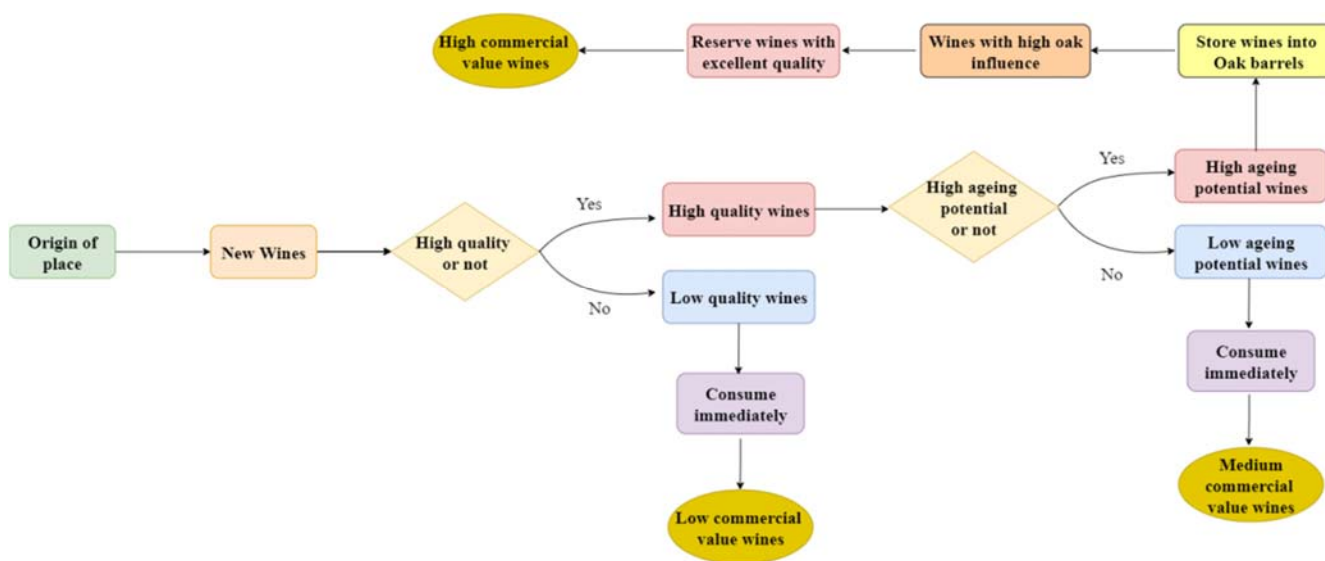 High commercial
value wines
Reserve wines with
excellent quality
Wines with high oak
influence
Store wines into
Oak barrels
Origin of
place
New Wines
High quality
or not
Yes
No
High quality wines
Low quality wines
High ageing
potential
or not
Yes
No
High ageing
potential wines
Low ageing
potential wines
Consume
immediately
Low commercial
value wines
Consume
immediately
Medium
commercial
value wines